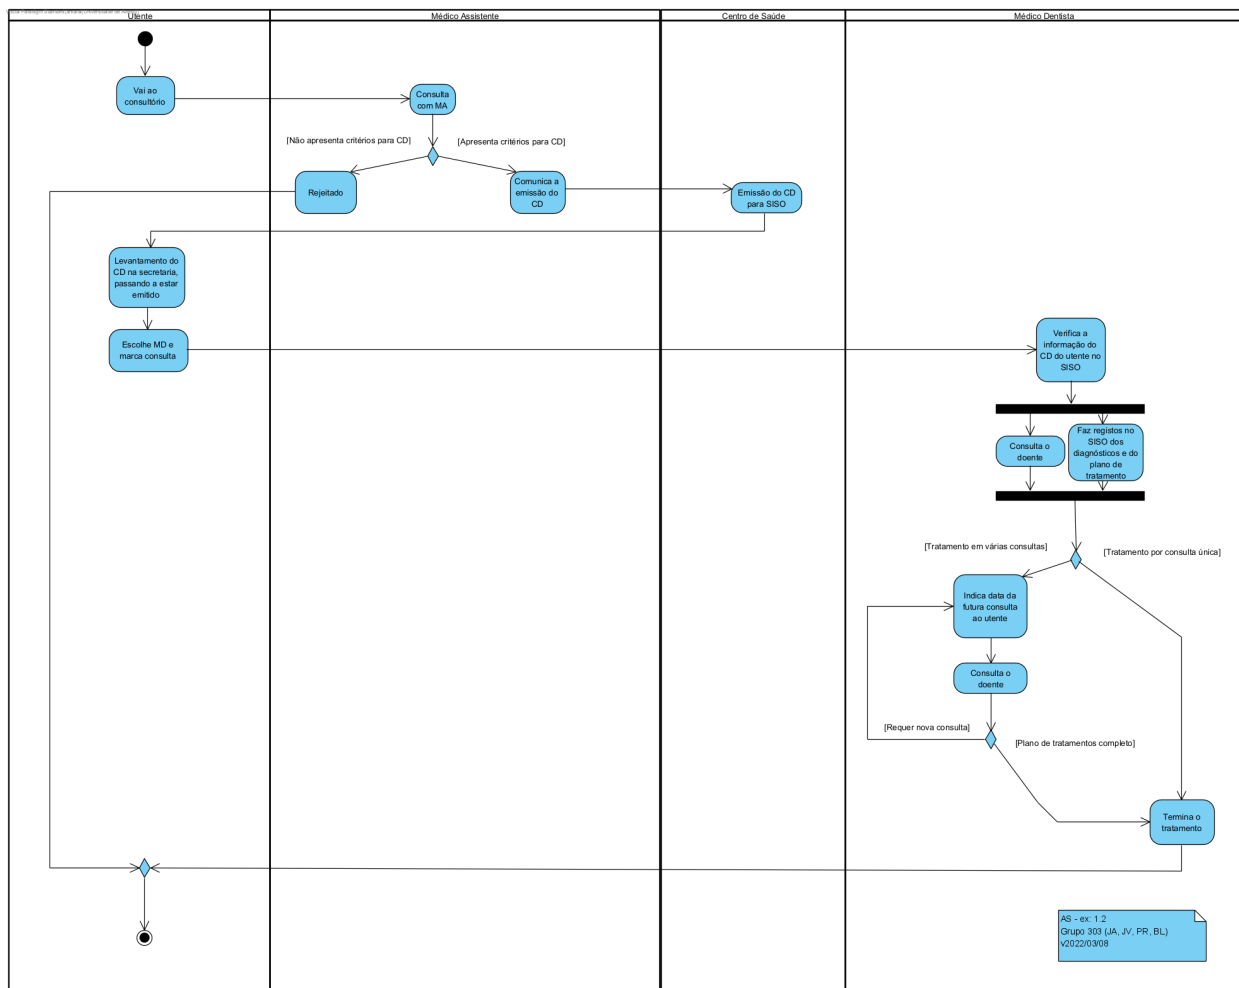 Utente
Médico Assistente
Centro de Saúde
Médico Dentista
Vai ao
consultório
Consulta
com MA
[Não apresenta critérios para CD]
[Apresenta critérios para CD]
Rejeitado
Comunica a
emissão do
CD
Emissão do CD
para SISO
Levantamento do
CD na secretaria,
passando a estar
emitido
Escolhe MD e
marca consulta
Verifica a
informação do
CD do utente no
SISO
Consulta o
doente
Faz registos no
SISO dos
diagnósticos e do
plano de
tratamento
[Tratamento em várias consultas]
[Tratamento por consulta única]
Indica data da
futura consulta
ao utente
Consulta o
doente
[Requer nova consulta]
[Plano de tratamentos completo]
Termina o
tratamento
AS - ex: 1.2
Grupo 303 (JA, JV, PR, BL)
v2022/03/08